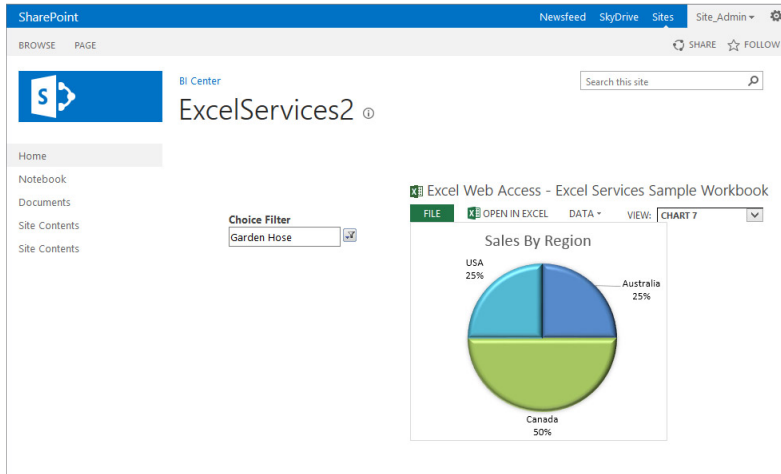 SharePoint
Newsfeed SkyDrive Sites Site_Admin
BROWSE PAGE
SHARE FOLLOW
S
BI Center
ExcelServices2
Search this site
Home
Notebook
Documents
Site Contents
Site Contents
Choice Filter
Garden Hose
Excel Web Access - Excel Services Sample Workbook
FILE OPEN IN EXCEL DATA VIEW: CHART 7
Sales By Region
USA
25%
Australia
25%
Canada
50%